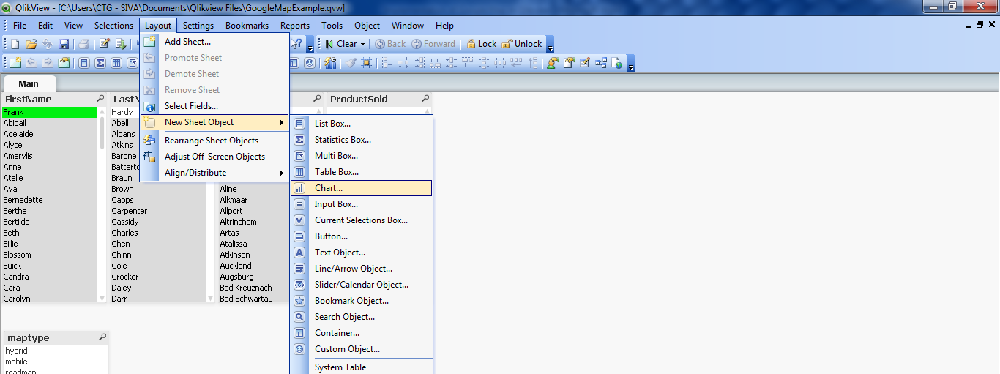 QlikView - [C:\Users\CTG - SIVA\Documents\Qlikview Files\GoogleMapExample.qvw]
File Edit View Selections Layout Settings Bookmarks Reports Tools Object Window Help
Clear Back Forward Lock Unlock
Main
Add Sheet...
Promote Sheet
Demote Sheet
Remove Sheet
Select Fields...
New Sheet Object
Rearrange Sheet Objects
Adjust Off-Screen Objects
Align/Distribute
List Box...
Statistics Box...
Multi Box...
Table Box...
Chart...
Input Box...
Current Selections Box...
Button...
Text Object...
Line/Arrow Object...
Slider/Calendar Object...
Bookmark Object...
Search Object...
Container...
Custom Object...
System Table
FirstName
Frank
Abigail
Adelaide
Alyce
Amarylis
Anne
Atalie
Ava
Bernadette
Bertha
Bertilde
Beth
Billie
Blossom
Buick
Candra
Cara
Carolyn
LastN
Hardy
Abell
Albans
Atkins
Barone
Batterto
Braun
Brown
Capps
Carpenter
Cassidy
Charles
Chen
Chinn
Cole
Crocker
Daley
Darr
Aline
Alkmaar
Allport
Altrincham
Artas
Atalissa
Atkinson
Auckland
Augsburg
Bad Kreuznach
Bad Schwartau
ProductSold
maptype
hybrid
mobile
roadmap